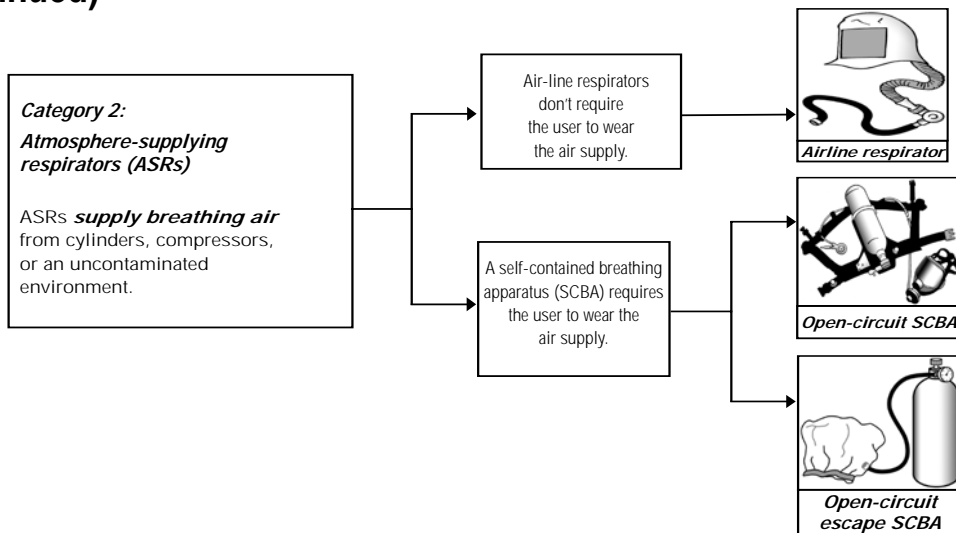 Category 2:
Atmosphere-supplying
respirators (ASRs)
ASRs supply breathing air
from cylinders, compressors,
or an uncontaminated
environment.
Air-line respirators
don't require
the user to wear
the air supply.
A self-contained breathing
apparatus (SCBA) requires
the user to wear the
air supply.
Airline respirator
Open-circuit SCBA
Open-circuit
escape SCBA